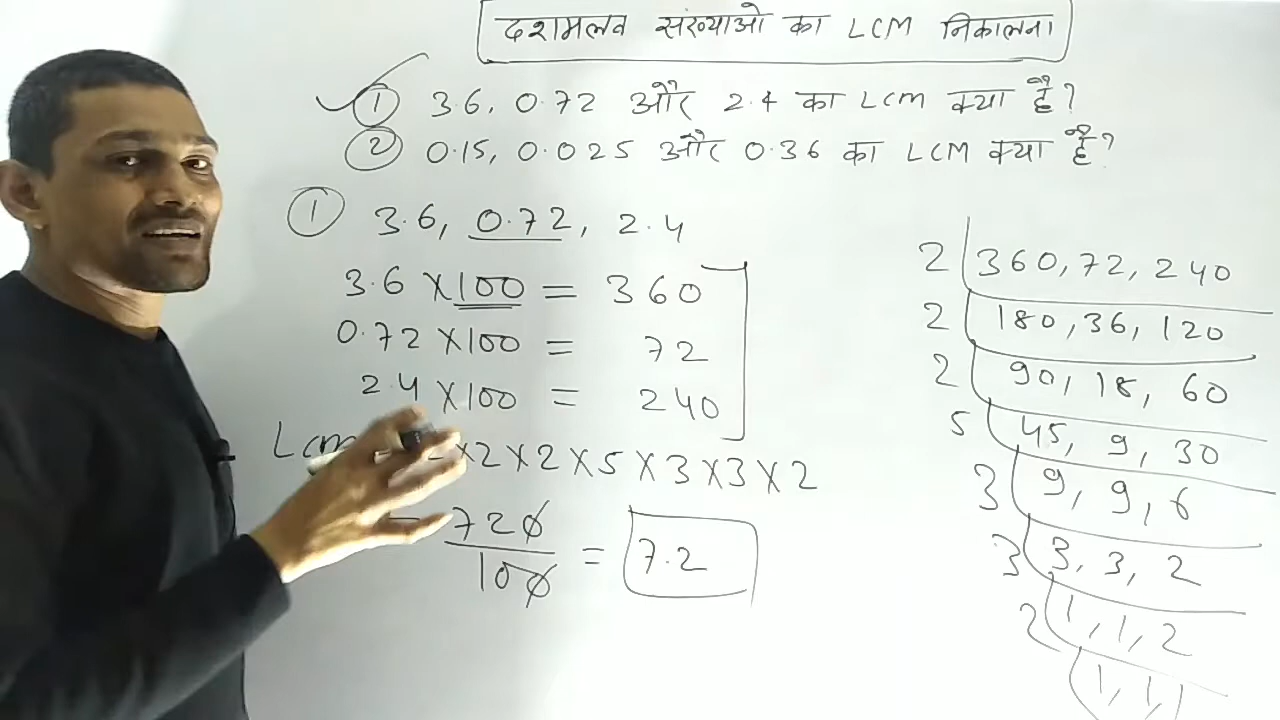 दशमलव संख्याओ का LCM निकालना
① 3.6, 0.72 और 2.4 का LCM क्या है?
② 0.15, 0.025 और 0.36 का LCM क्या है?
① 3.6, 0.72, 2.4
3.6 × 100 = 360
0.72 × 100 = 72
2.4 × 100 = 240
Lcm 2×2×2×5×3×3×2
720
100
= 7.2
2 360, 72, 240
2 180, 36, 120
2 90, 18, 60
5 45, 9, 30
3 9, 9, 6
3 3, 3, 2
2 1, 1, 2
1, 1, 1